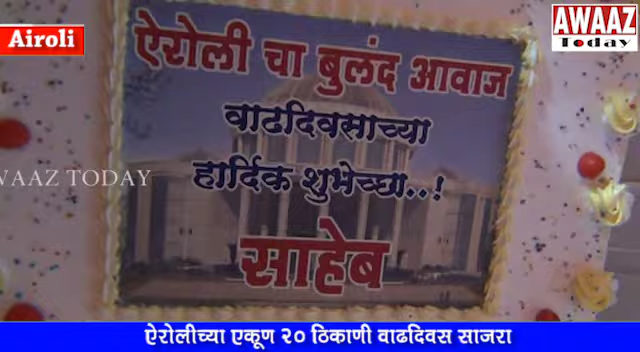 Airoli
AWAAZ
Today
ऐरोली चा बुलंद आवाज
वाढदिवसाच्या
हार्दिक शुभेच्छा..!
साहेब
WAAZ TODAY
ऐरोलीच्या एकूण २० ठिकाणी वाढदिवस साजरा